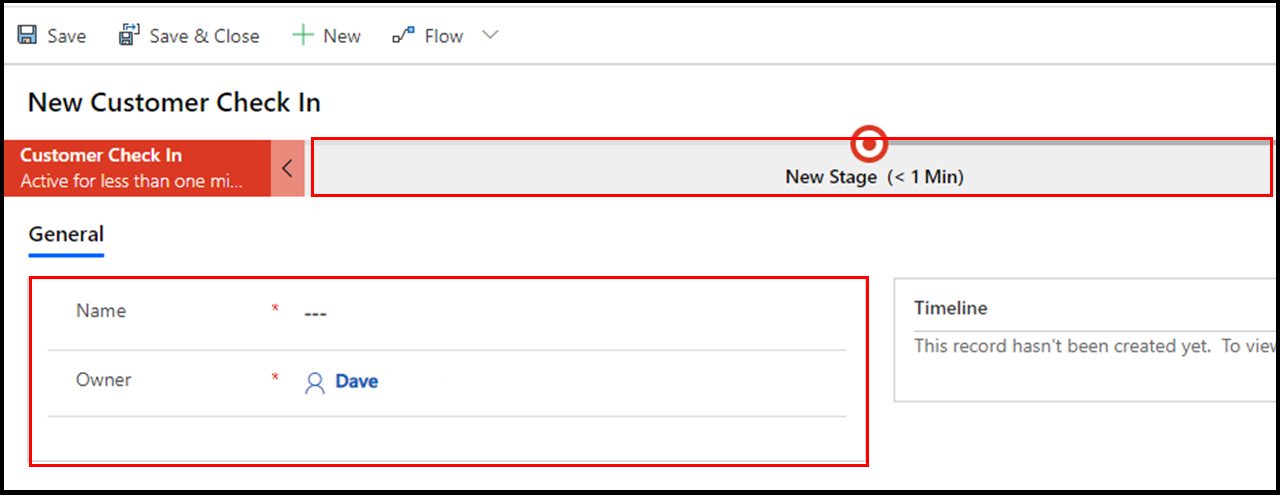 Save Save & Close New Flow
New Customer Check In
Customer Check In
Active for less than one mi...
New Stage (< 1 Min)
General
Name * ---
Owner * Dave
Timeline
This record hasn't been created yet. To view